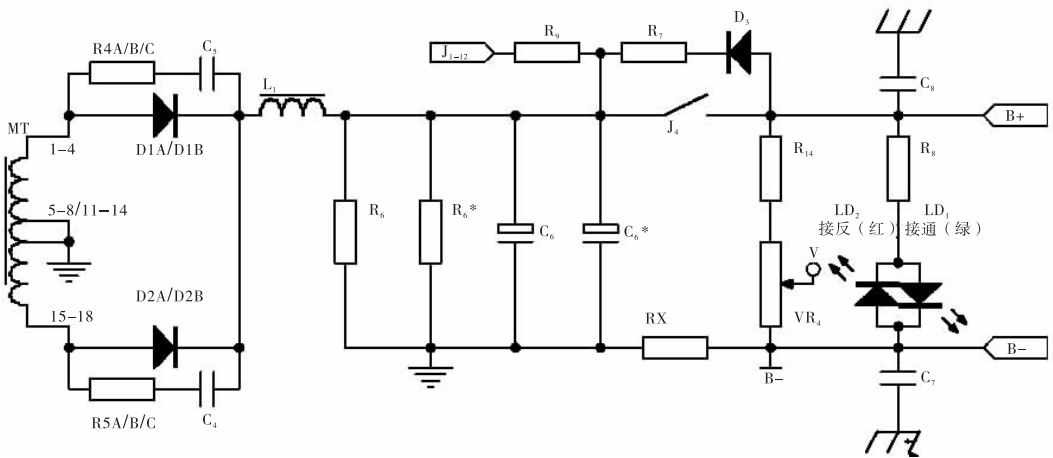 D₃
R₉
R₇
J₁₋₁₂
R4A/B/C
C₅
C₈
L₁
MT
J₄
B+
1-4
D1A/D1B
R₁₄
R₈
5-8/11-14
R₆
R₆*
C₆
C₆*
LD₂
LD₁
接反（红）
接通（绿）
V
D2A/D2B
VR₄
15-18
RX
B-
B-
R5A/B/C
C₄
C₇